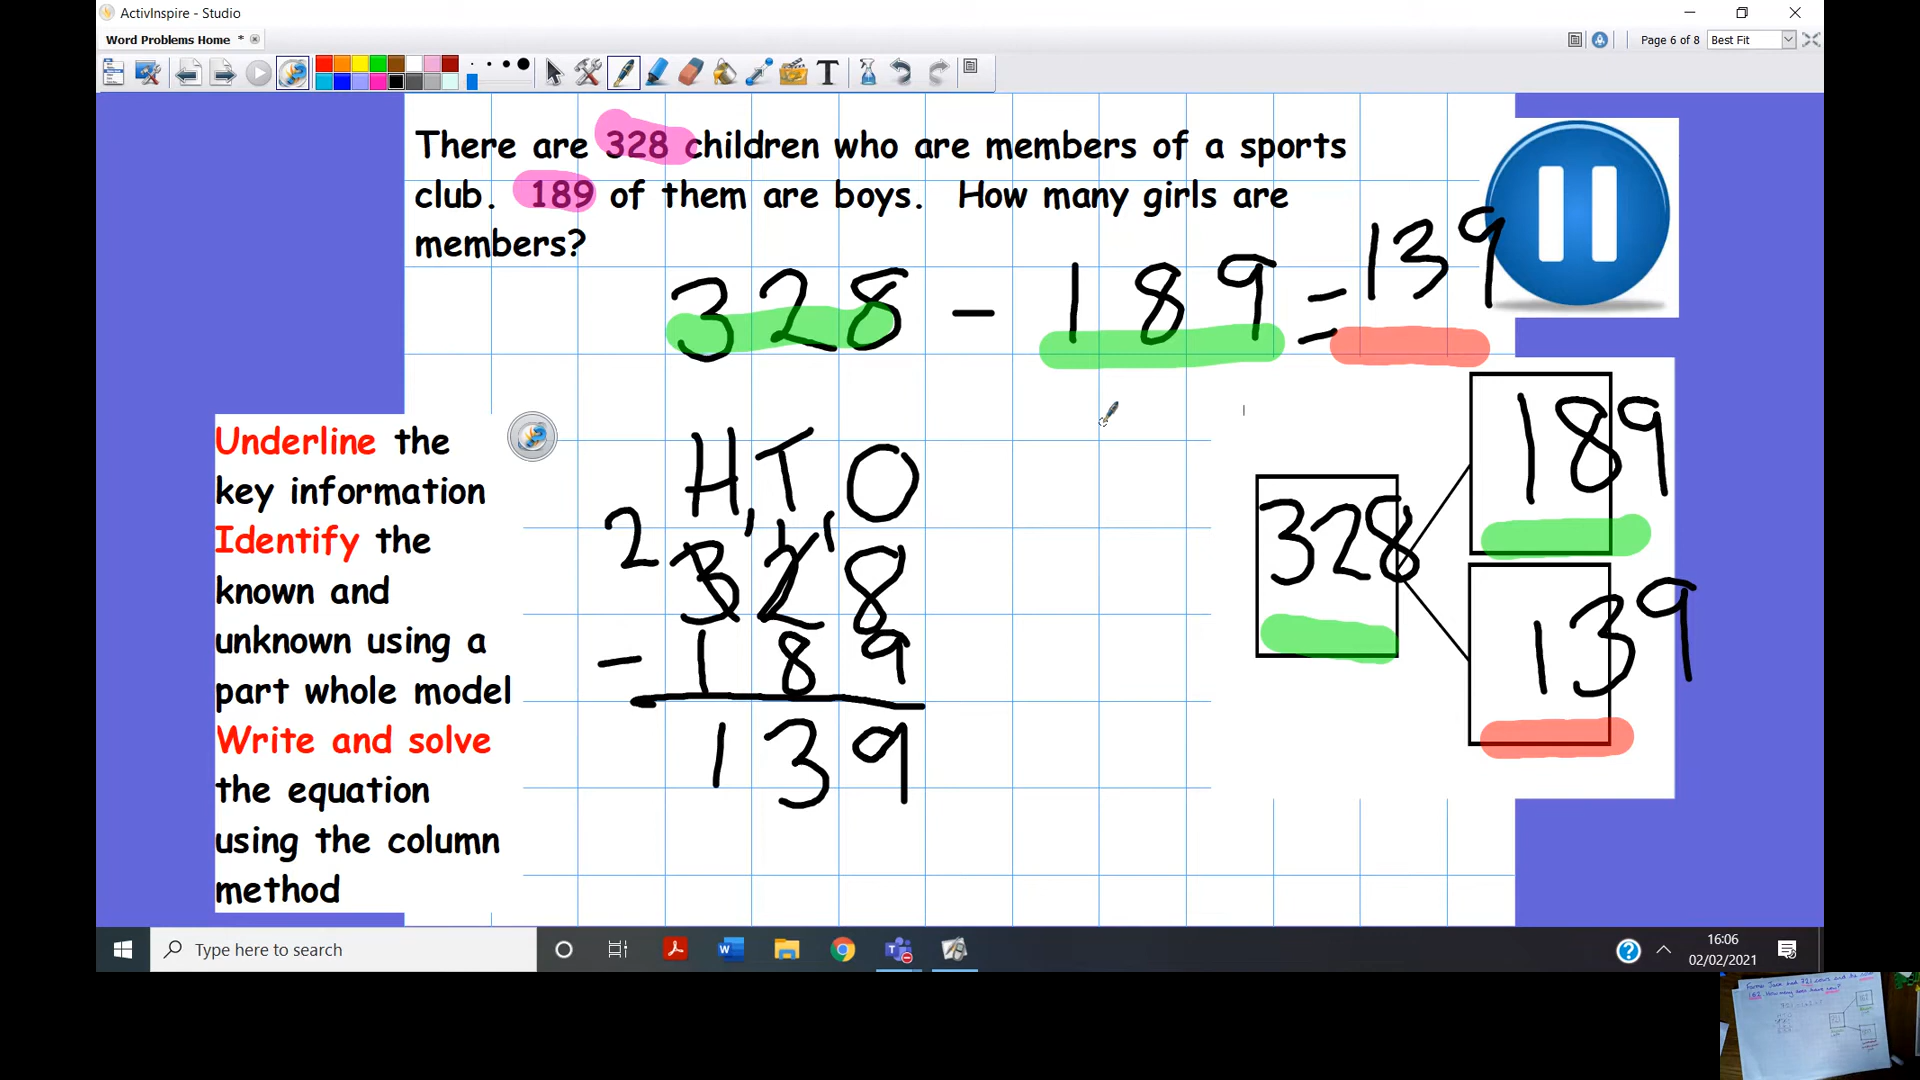 ActivInspire - Studio
Word Problems Home *
Page 6 of 8
Best Fit
There are 328 children who are members of a sports
club. 189 of them are boys. How many girls are
members?
328 - 189 = 139
Underline the
key information
Identify the
known and
unknown using a
part whole model
Write and solve
the equation
using the column
method
H T O
2 1 1 1
3 2 8
- 1 8 9
1 3 9
189
328
139
Type here to search
16:06
02/02/2021